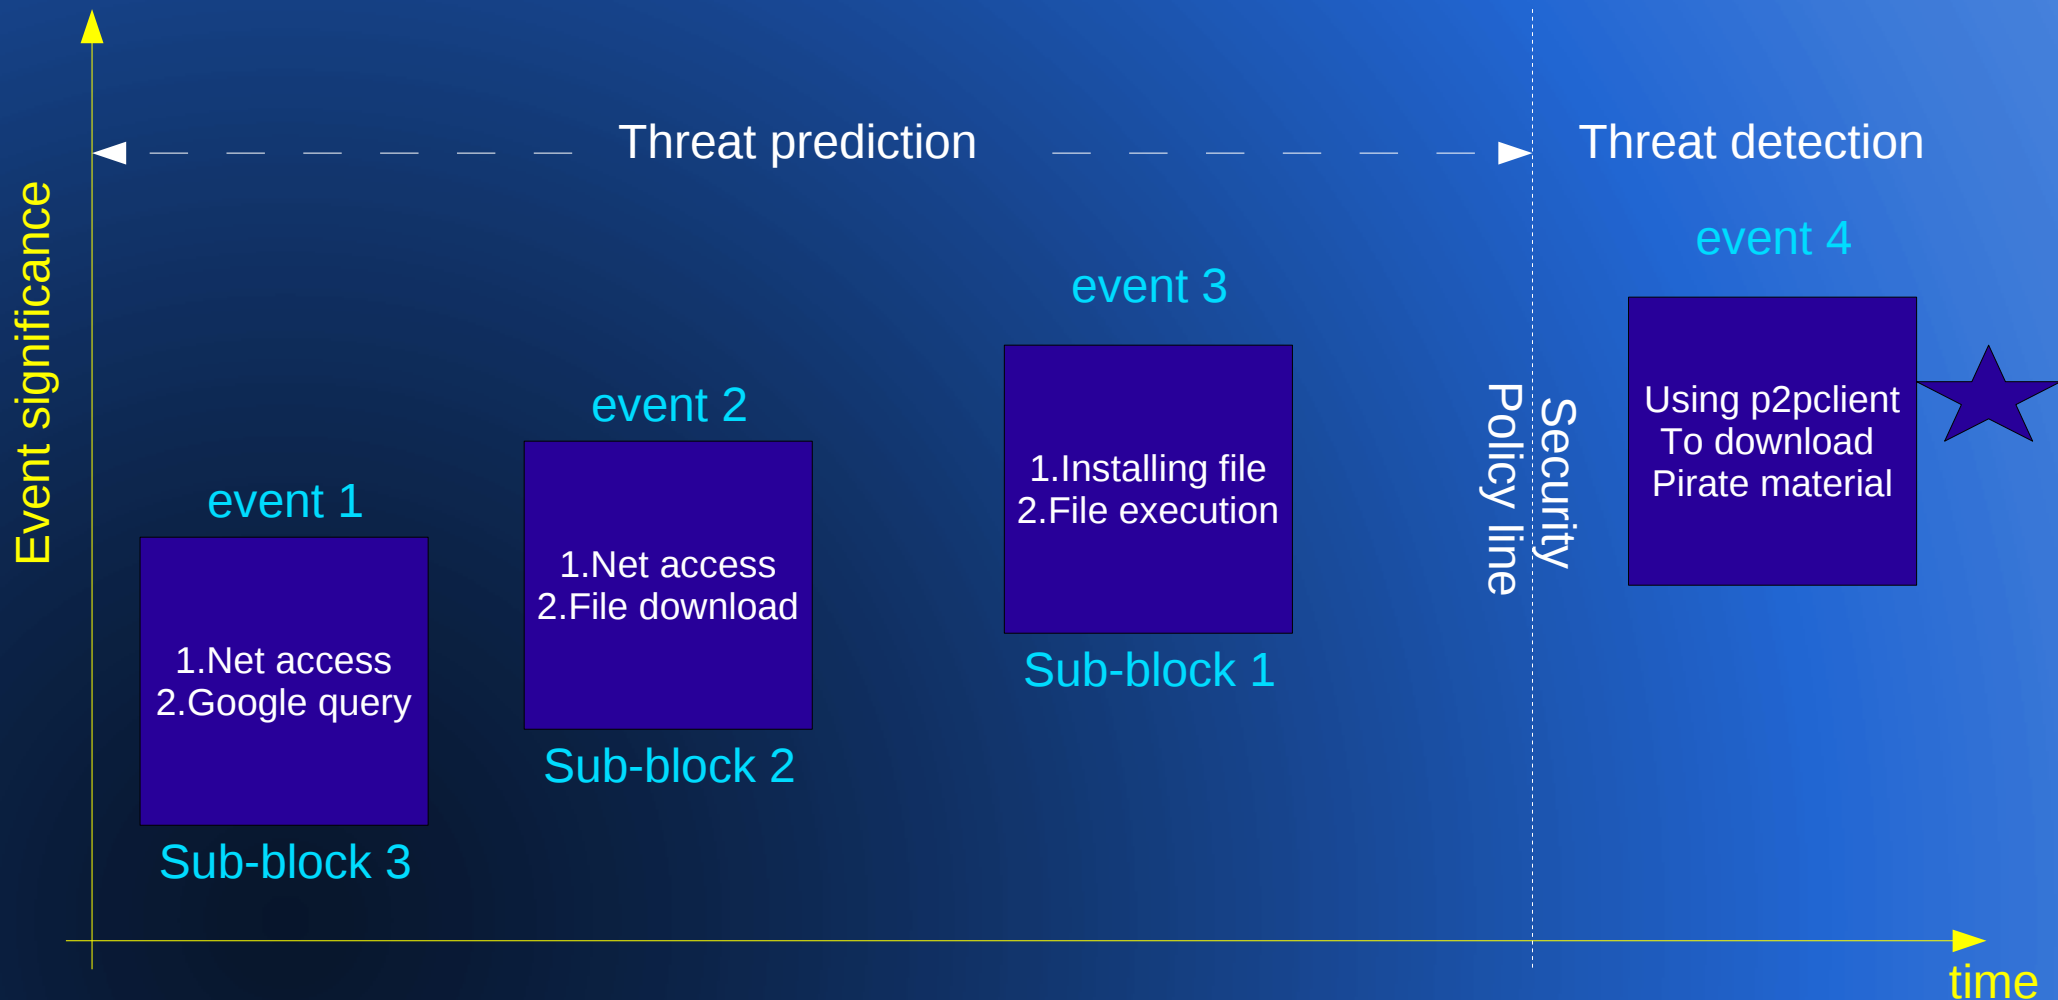 Threat prediction
Threat detection
Event significance
event 1
1.Net access
2.Google query
Sub-block 3
event 2
1.Net access
2.File download
Sub-block 2
event 3
1.Installing file
2.File execution
Sub-block 1
Security
Policy line
event 4
Using p2pclient
To download
Pirate material
time